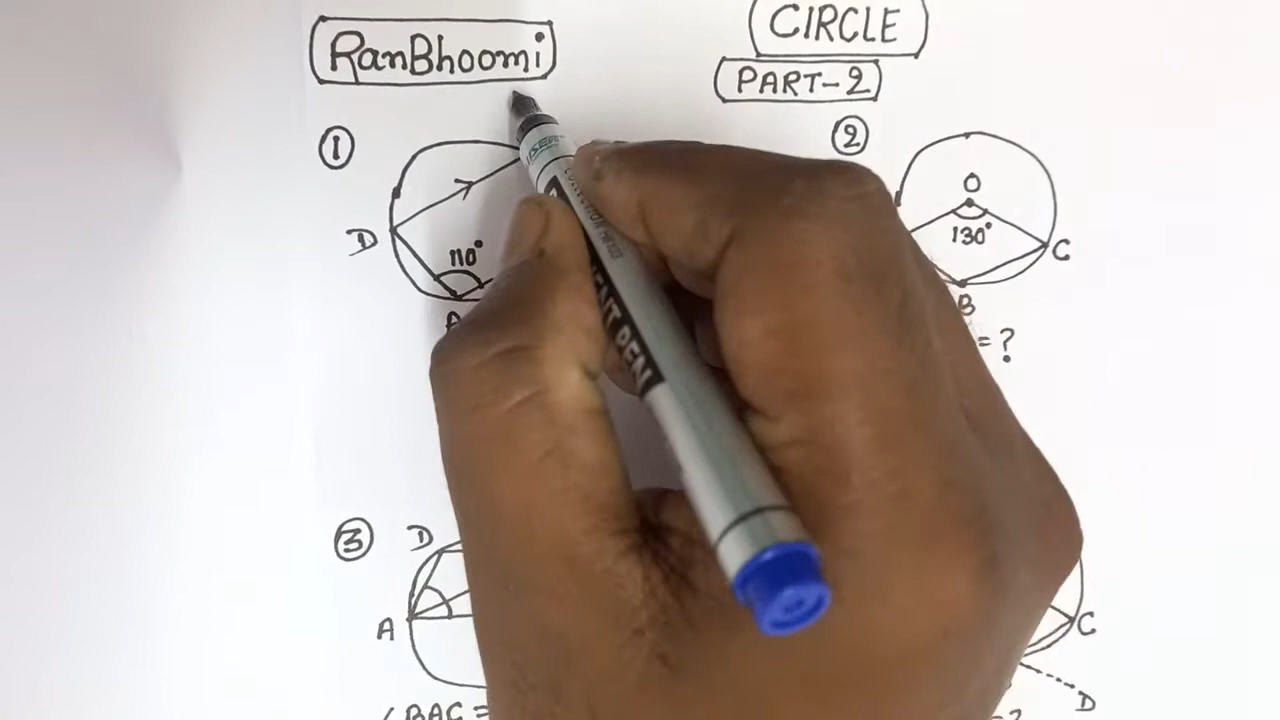 RanBhoomi
CIRCLE
PART-2
①
D
110°
②
O
130°
C
B
= ?
③
D
A
C
D
∠BAC =
?